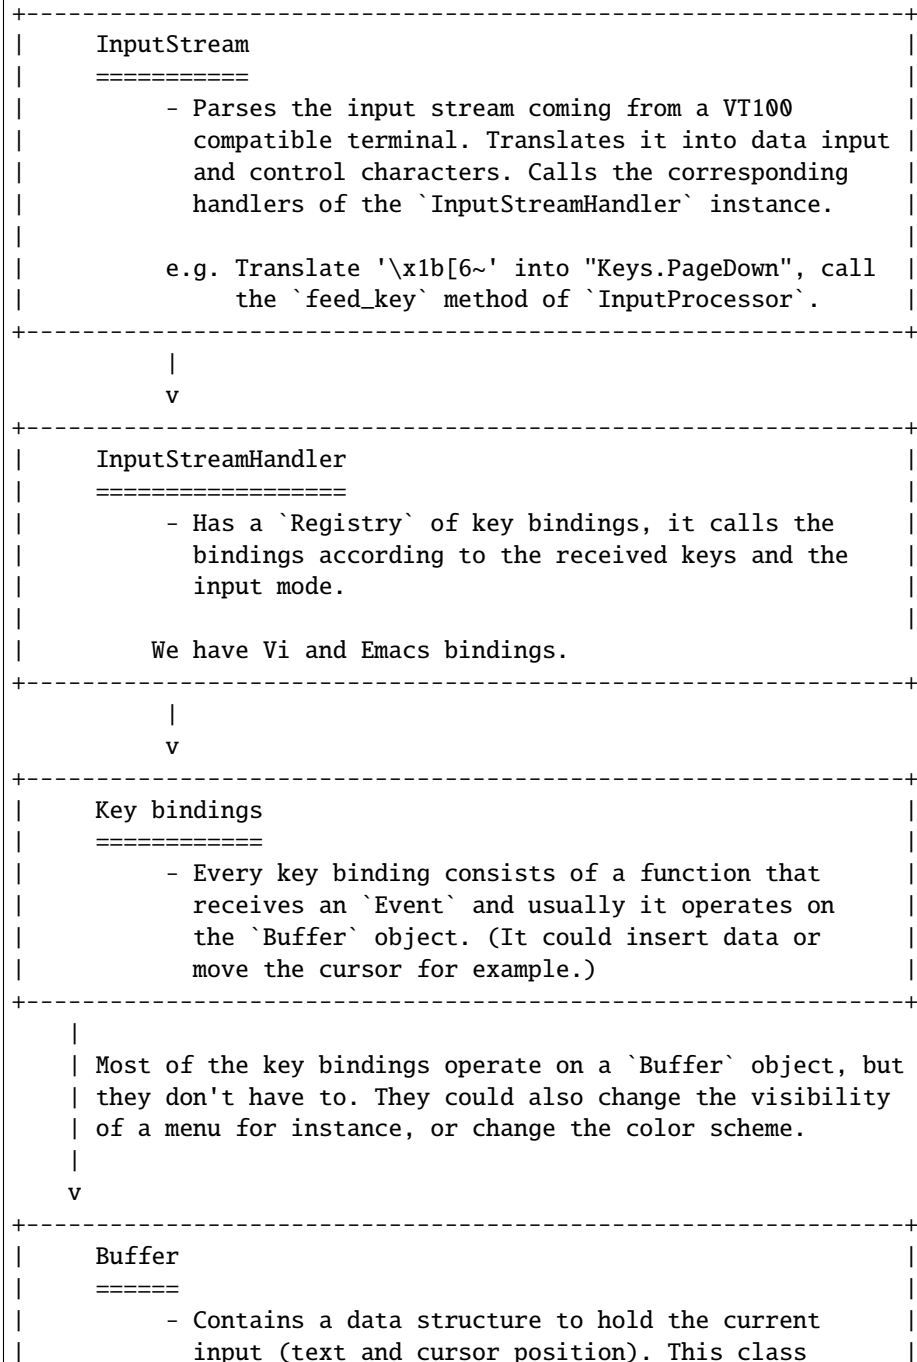 +---------------------------------------------------------------+
|     InputStream                                               |
|     ===========                                               |
|          - Parses the input stream coming from a VT100        |
|            compatible terminal. Translates it into data input |
|            and control characters. Calls the corresponding    |
|            handlers of the `InputStreamHandler` instance.     |
|                                                               |
|          e.g. Translate '\x1b[6~' into "Keys.PageDown", call  |
|               the `feed_key` method of `InputProcessor`.      |
+---------------------------------------------------------------+
           |
           v
+---------------------------------------------------------------+
|     InputStreamHandler                                        |
|     ==================                                        |
|          - Has a `Registry` of key bindings, it calls the     |
|            bindings according to the received keys and the    |
|            input mode.                                        |
|                                                               |
|         We have Vi and Emacs bindings.
+---------------------------------------------------------------+
           |
           v
+---------------------------------------------------------------+
|     Key bindings                                              |
|     ============                                              |
|          - Every key binding consists of a function that      |
|            receives an `Event` and usually it operates on     |
|            the `Buffer` object. (It could insert data or      |
|            move the cursor for example.)                      |
+---------------------------------------------------------------+
    |
    | Most of the key bindings operate on a `Buffer` object, but
    | they don't have to. They could also change the visibility
    | of a menu for instance, or change the color scheme.
    |
    v
+---------------------------------------------------------------+
|     Buffer                                                    |
|     ======                                                    |
|          - Contains a data structure to hold the current      |
|            input (text and cursor position). This class       |